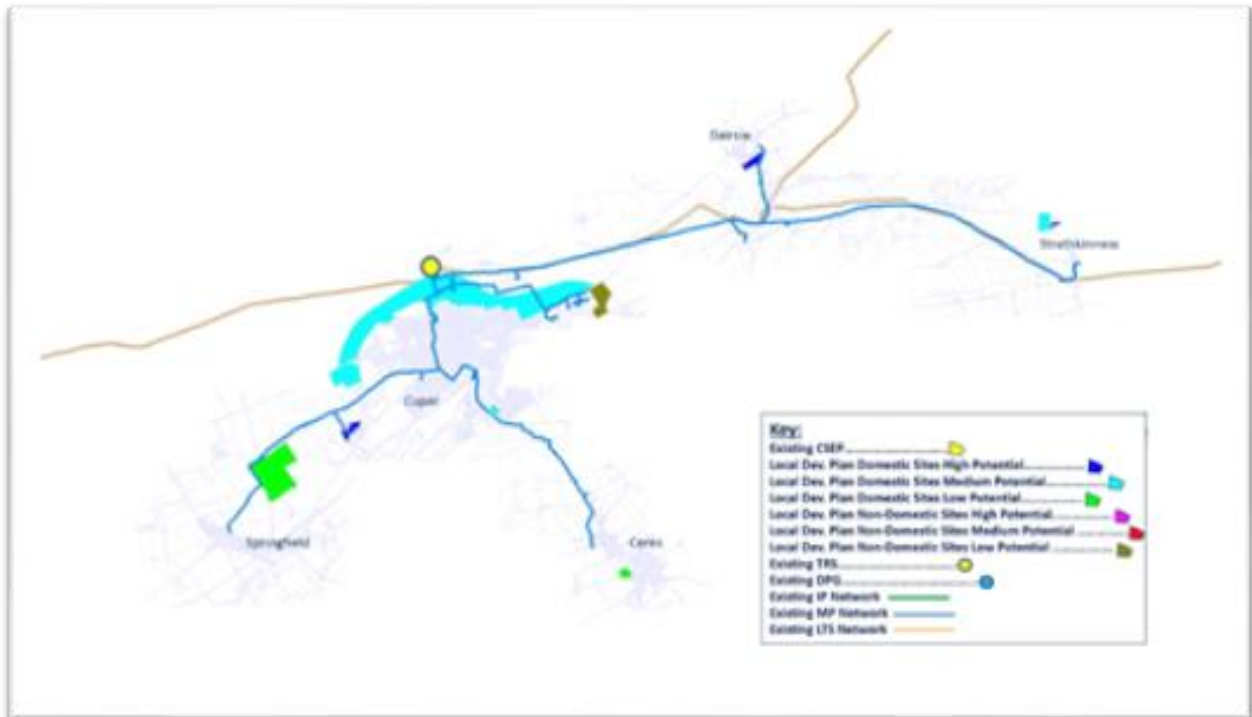 Dairsie
Strathkinness
Cupar
Springfield
Ceres
Key:
Existing CSEP
Local Dev. Plan Domestic Sites High Potential
Local Dev. Plan Domestic Sites Medium Potential
Local Dev. Plan Domestic Sites Low Potential
Local Dev. Plan Non-Domestic Sites High Potential
Local Dev. Plan Non-Domestic Sites Medium Potential
Local Dev. Plan Non-Domestic Sites Low Potential
Existing TRS
Existing DPG
Existing IP Network
Existing MP Network
Existing LTS Network